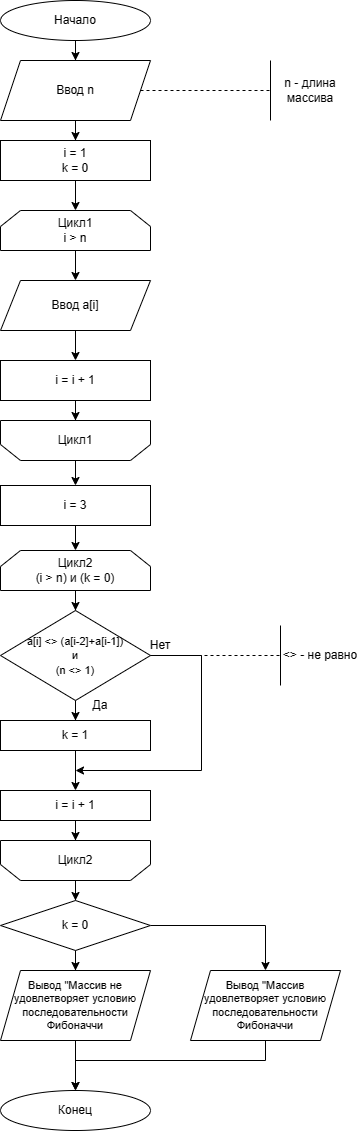 Начало
Ввод n
n - длина
массива
i = 1
k = 0
Цикл1
i > n
Ввод a[i]
i = i + 1
Цикл1
i = 3
Цикл2
(i > n) и (k = 0)
a[i] <> (a[i-2]+a[i-1])
и
(n <> 1)
Нет
<> - не равно
Да
k = 1
i = i + 1
Цикл2
k = 0
Вывод "Массив не
удовлетворяет условию
последовательности
Фибоначчи
Вывод "Массив
удовлетворяет условию
последовательности
Фибоначчи
Конец